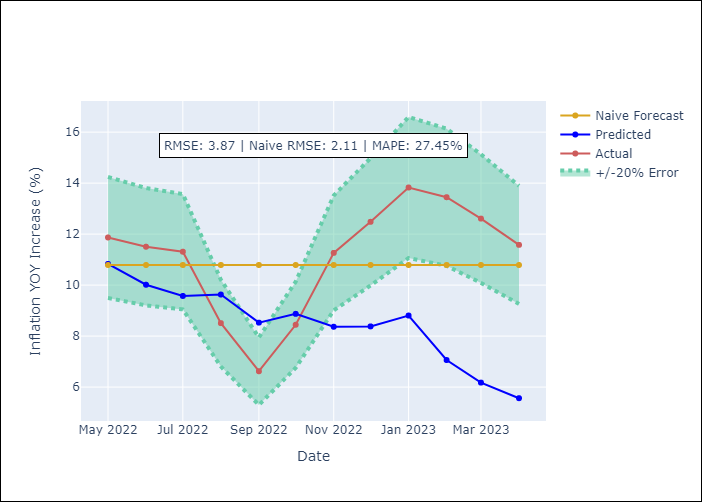 RMSE: 3.87 | Naive RMSE: 2.11 | MAPE: 27.45%
Naive Forecast
Predicted
Actual
+/-20% Error
Inflation YOY Increase (%)
16
14
12
10
8
6
May 2022
Jul 2022
Sep 2022
Nov 2022
Jan 2023
Mar 2023
Date